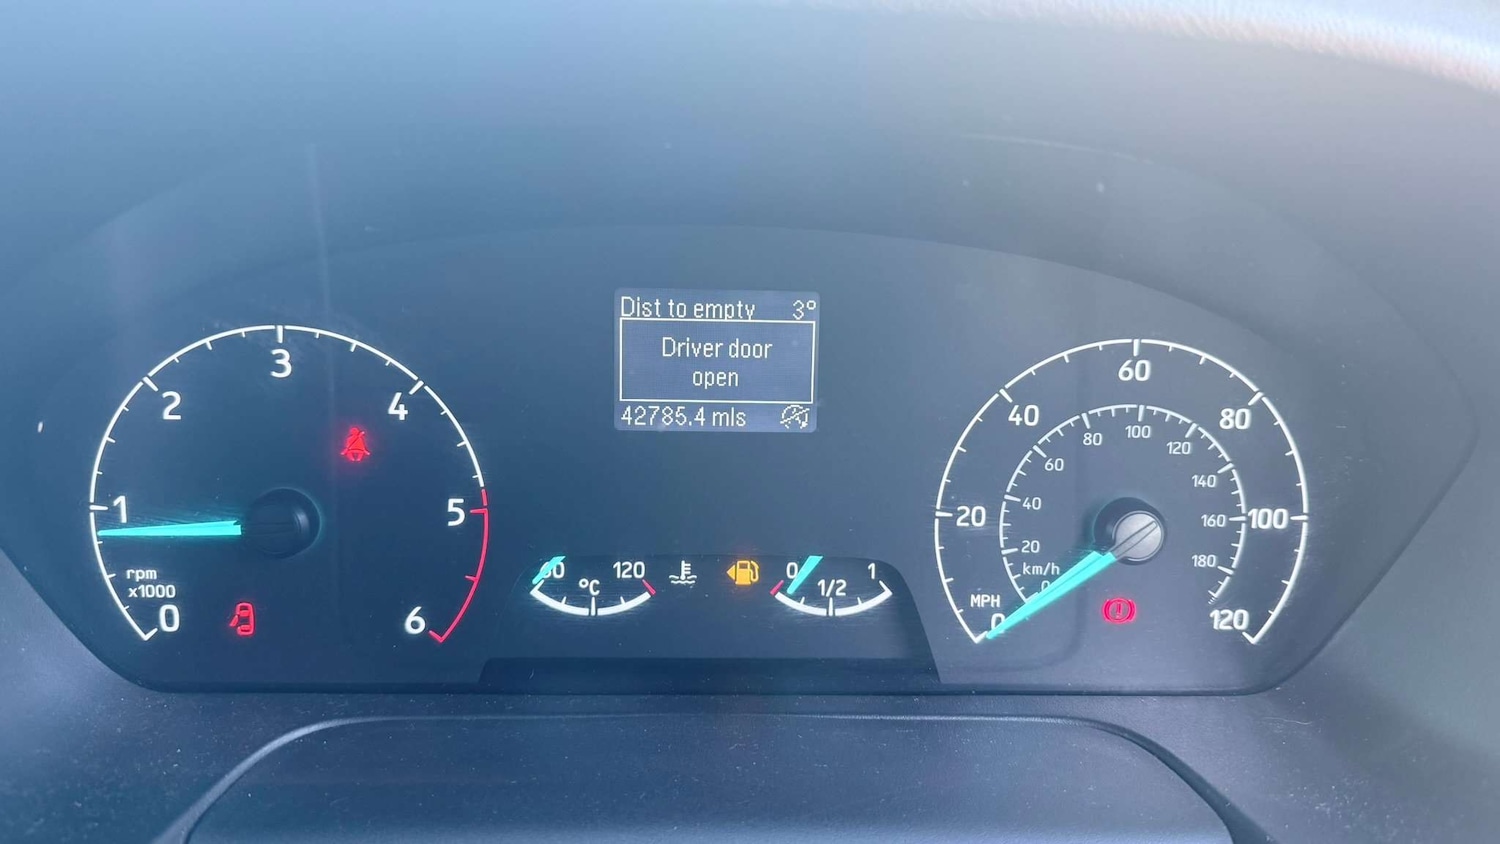 Dist to empty 3°
Driver door
open
42785.4 mls
0 1 2 3 4 5 6
rpm
x1000
60 120
°C
0 1/2 1
0 20 40 60 80 100 120
MPH
0 20 40 60 80 100 120 140 160 180
km/h